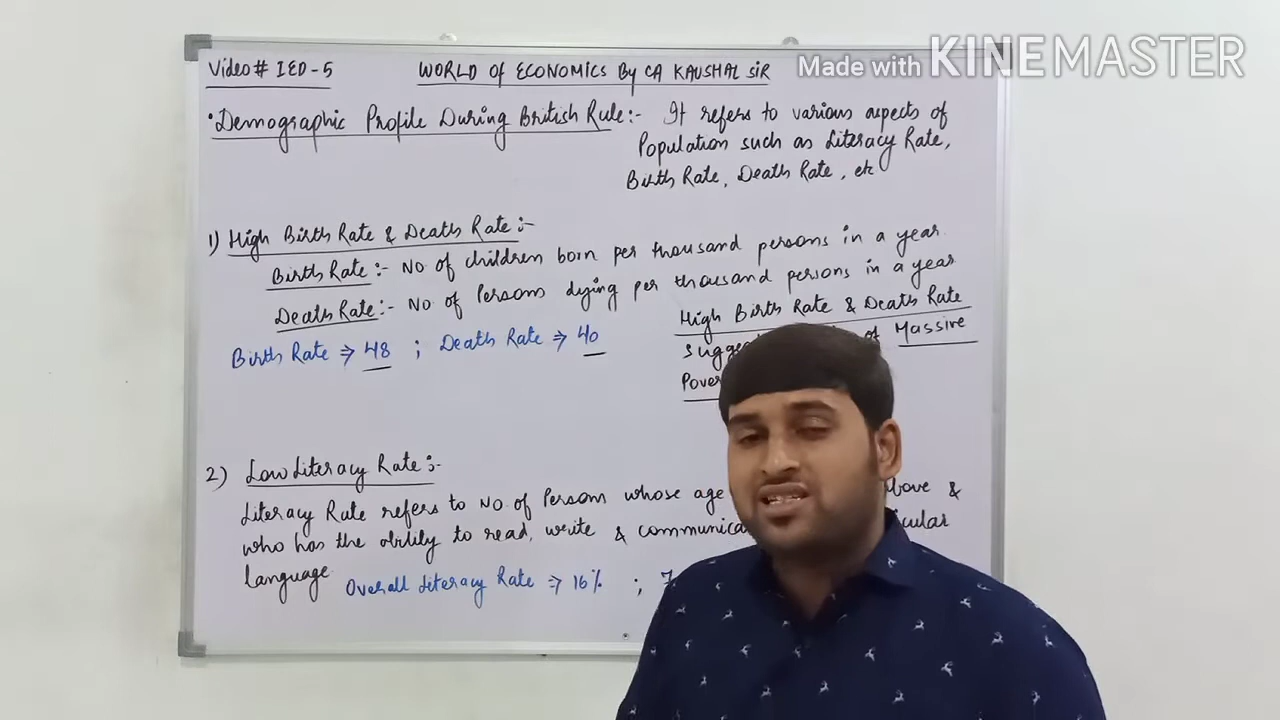 Made with KINEMASTER
Video# IED-5
WORLD OF ECONOMICS By CA KAUSHAL SIR
•Demographic Profile During British Rule:- It refers to various aspects of
Population such as Literacy Rate,
Birth Rate, Death Rate, etc
1) High Birth Rate & Death Rate:-
Birth Rate:- No of children born per thousand persons in a year.
Death Rate:- No of Persons dying per thousand persons in a year
Birth Rate ⇒ 48 ; Death Rate ⇒ 40
High Birth Rate & Death Rate
of Massive
2) Low Literacy Rate:-
Literacy Rate refers to No. of Persons whose age above &
who has the ability to read, write & language.
Overall Literacy Rate ⇒ 16% ; 7